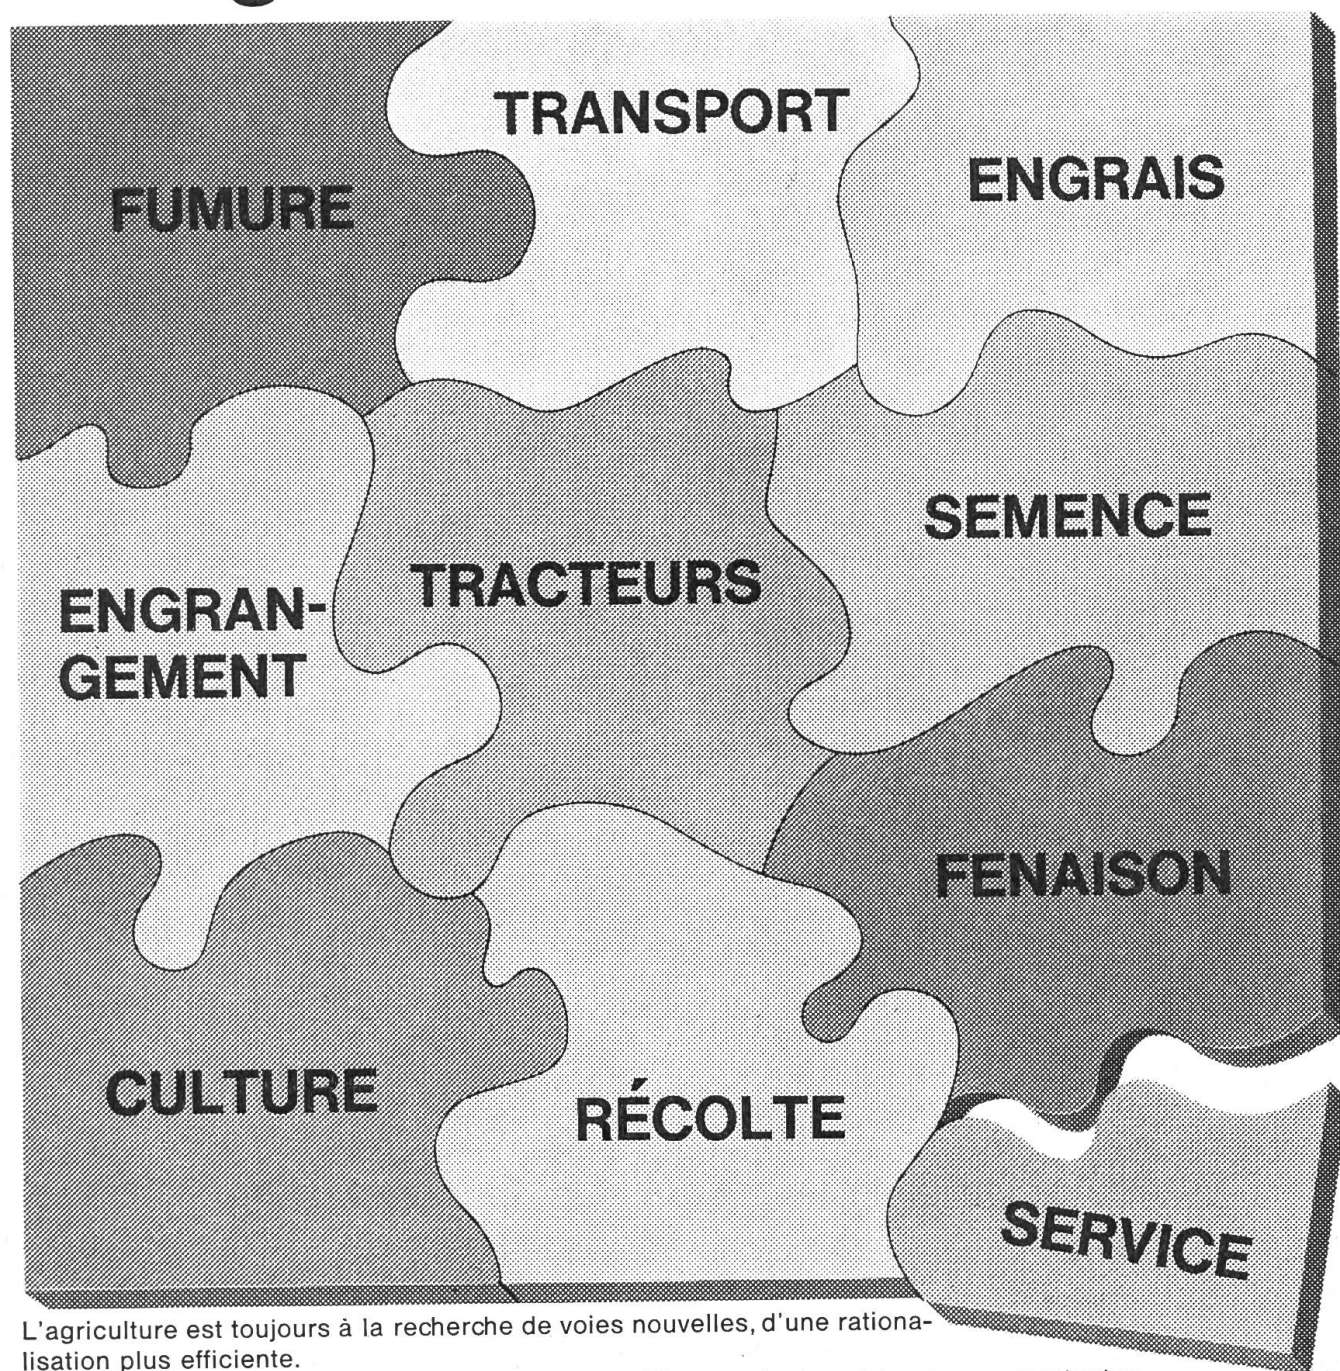 TRANSPORT
ENGRAIS
FUMURE
SEMENCE
TRACTEURS
ENGRAN-
GEMENT
FENAISON
CULTURE
RÉCOLTE
SERVICE
L'agriculture est toujours à la recherche de voies nouvelles, d'une rationa-
lisation plus efficiente.